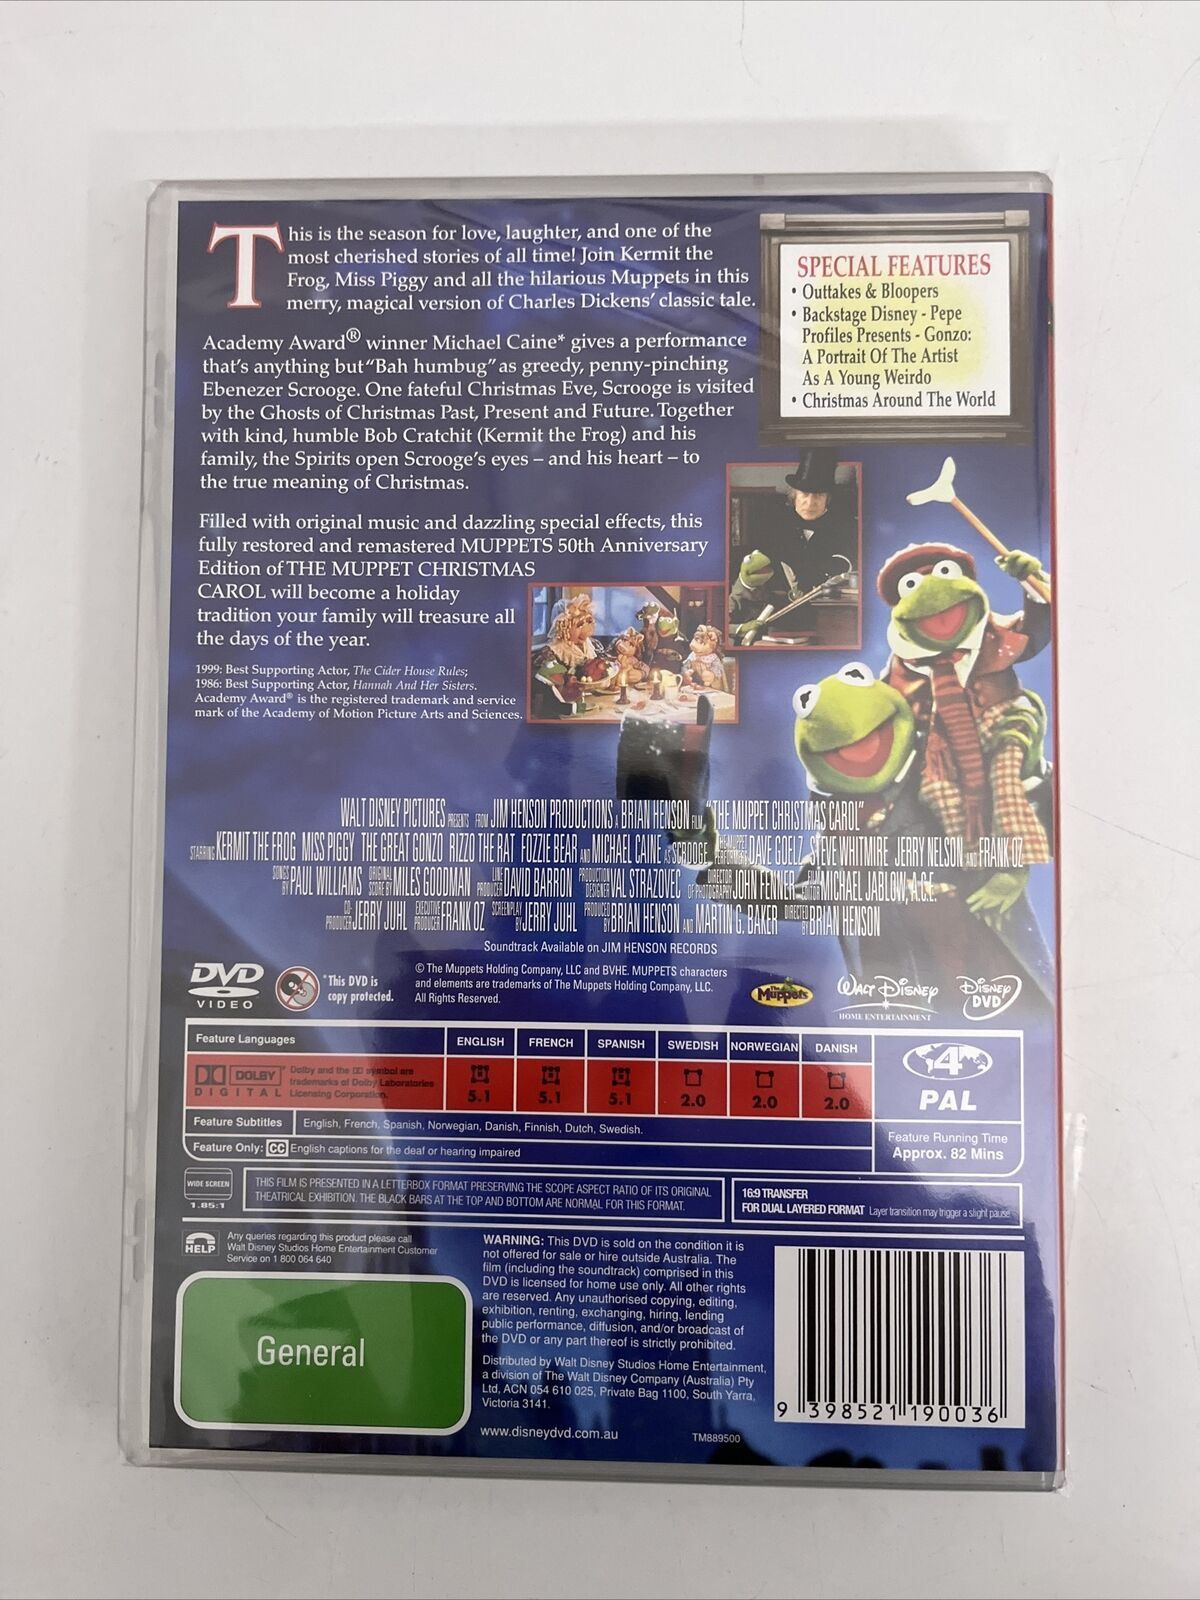 This is the season for love, laughter, and one of the
most cherished stories of all time! Join Kermit the
Frog, Miss Piggy and all the hilarious Muppets in this
merry, magical version of Charles Dickens' classic tale.
Academy Award® winner Michael Caine* gives a performance
that's anything but "Bah humbug" as greedy, penny-pinching
Ebenezer Scrooge. One fateful Christmas Eve, Scrooge is visited
by the Ghosts of Christmas Past, Present and Future. Together
with kind, humble Bob Cratchit (Kermit the Frog) and his
family, the Spirits open Scrooge's eyes – and his heart – to
the true meaning of Christmas.
Filled with original music and dazzling special effects, this
fully restored and remastered MUPPETS 50th Anniversary
Edition of THE MUPPET CHRISTMAS
CAROL will become a holiday
tradition your family will treasure all
the days of the year.
1999: Best Supporting Actor, The Cider House Rules;
1986: Best Supporting Actor, Hannah And Her Sisters.
Academy Award® is the registered trademark and service
mark of the Academy of Motion Picture Arts and Sciences.
SPECIAL FEATURES
• Outtakes & Bloopers
• Backstage Disney - Pepe
Profiles Presents - Gonzo:
A Portrait Of The Artist
As A Young Weirdo
• Christmas Around The World
WALT DISNEY PICTURES PRESENTS FROM JIM HENSON PRODUCTIONS A BRIAN HENSON FILM "THE MUPPET CHRISTMAS CAROL"
STARRING KERMIT THE FROG MISS PIGGY THE GREAT GONZO RIZZO THE RAT FOZZIE BEAR AND MICHAEL CAINE AS SCROOGE THE MUPPET PERFORMERS DAVE GOELZ STEVE WHITMIRE JERRY NELSON AND FRANK OZ
SONGS BY PAUL WILLIAMS ORIGINAL SCORE BY MILES GOODMAN LINE PRODUCER DAVID BARRON PRODUCTION DESIGNER VAL STRAZOVEC DIRECTOR OF PHOTOGRAPHY JOHN FENNER FILM EDITOR MICHAEL JABLOW, A.C.E.
CO-PRODUCER JERRY JUHL EXECUTIVE PRODUCER FRANK OZ SCREENPLAY BY JERRY JUHL PRODUCED BY BRIAN HENSON AND MARTIN G. BAKER DIRECTED BY BRIAN HENSON
Soundtrack Available on JIM HENSON RECORDS
DVD
VIDEO
*This DVD is
copy protected.
© The Muppets Holding Company, LLC and BVHE. MUPPETS characters
and elements are trademarks of The Muppets Holding Company, LLC.
All Rights Reserved.
The Muppets
WALT DISNEY
HOME ENTERTAINMENT
DISNEY
DVD
Feature Languages
ENGLISH FRENCH SPANISH SWEDISH NORWEGIAN DANISH
DOLBY
DIGITAL
Dolby and the DD symbol are
trademarks of Dolby Laboratories
Licensing Corporation.
5.1 5.1 5.1 2.0 2.0 2.0
4
PAL
Feature Subtitles English, French, Spanish, Norwegian, Danish, Finnish, Dutch, Swedish.
Feature Only: CC English captions for the deaf or hearing impaired
Feature Running Time
Approx. 82 Mins
WIDE SCREEN
1.85:1
THIS FILM IS PRESENTED IN A LETTERBOX FORMAT PRESERVING THE SCOPE ASPECT RATIO OF ITS ORIGINAL
THEATRICAL EXHIBITION. THE BLACK BARS AT THE TOP AND BOTTOM ARE NORMAL FOR THIS FORMAT.
16:9 TRANSFER
FOR DUAL LAYERED FORMAT Layer transition may trigger a slight pause
HELP
Any queries regarding this product please call
Walt Disney Studios Home Entertainment Customer
Service on 1 800 064 640
General
WARNING: This DVD is sold on the condition it is
not offered for sale or hire outside Australia. The
film (including the soundtrack) comprised in this
DVD is licensed for home use only. All other rights
are reserved. Any unauthorised copying, editing,
exhibition, renting, exchanging, hiring, lending
public performance, diffusion, and/or broadcast of
the DVD or any part thereof is strictly prohibited.
Distributed by Walt Disney Studios Home Entertainment,
a division of The Walt Disney Company (Australia) Pty
Ltd, ACN 054 610 025, Private Bag 1100, South Yarra,
Victoria 3141.
www.disneydvd.com.au
TM889500
9 398521 190036